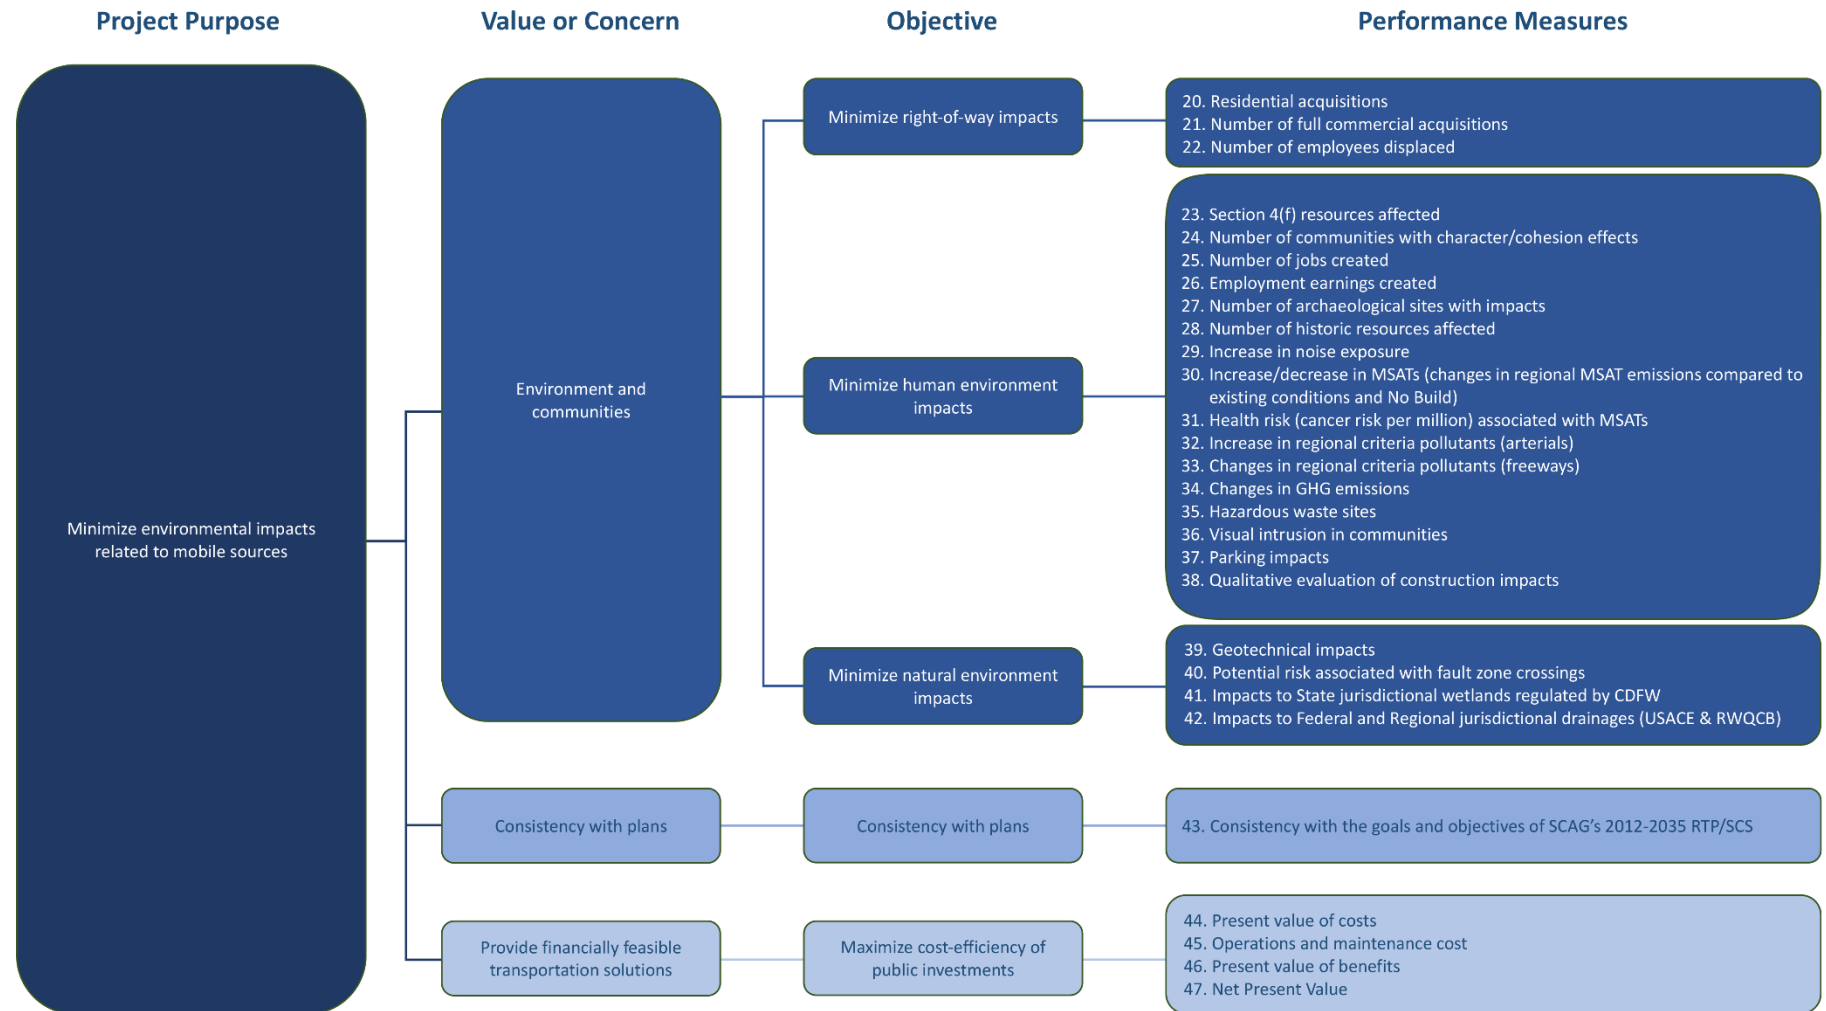 Project Purpose
Value or Concern
Objective
Performance Measures
Minimize environmental impacts
related to mobile sources
Environment and
communities
Minimize right-of-way impacts
20. Residential acquisitions
21. Number of full commercial acquisitions
22. Number of employees displaced
Minimize human environment
impacts
23. Section 4(f) resources affected
24. Number of communities with character/cohesion effects
25. Number of jobs created
26. Employment earnings created
27. Number of archaeological sites with impacts
28. Number of historic resources affected
29. Increase in noise exposure
30. Increase/decrease in MSATs (changes in regional MSAT emissions compared to
existing conditions and No Build)
31. Health risk (cancer risk per million) associated with MSATs
32. Increase in regional criteria pollutants (arterials)
33. Changes in regional criteria pollutants (freeways)
34. Changes in GHG emissions
35. Hazardous waste sites
36. Visual intrusion in communities
37. Parking impacts
38. Qualitative evaluation of construction impacts
Minimize natural environment
impacts
39. Geotechnical impacts
40. Potential risk associated with fault zone crossings
41. Impacts to State jurisdictional wetlands regulated by CDFW
42. Impacts to Federal and Regional jurisdictional drainages (USACE & RWQCB)
Consistency with plans
Consistency with plans
43. Consistency with the goals and objectives of SCAG's 2012-2035 RTP/SCS
Provide financially feasible
transportation solutions
Maximize cost-efficiency of
public investments
44. Present value of costs
45. Operations and maintenance cost
46. Present value of benefits
47. Net Present Value